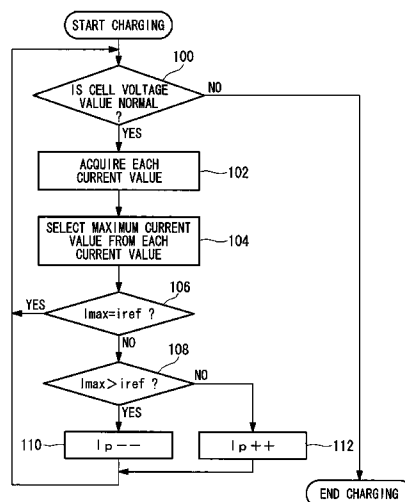 START CHARGING
100
IS CELL VOLTAGE
VALUE NORMAL
?
NO
YES
ACQUIRE EACH
CURRENT VALUE
102
SELECT MAXIMUM CURRENT
VALUE FROM EACH
CURRENT VALUE
104
106
YES
Imax=iref ?
NO
108
Imax>iref ?
NO
YES
110
Ip−−
Ip++
112
END CHARGING